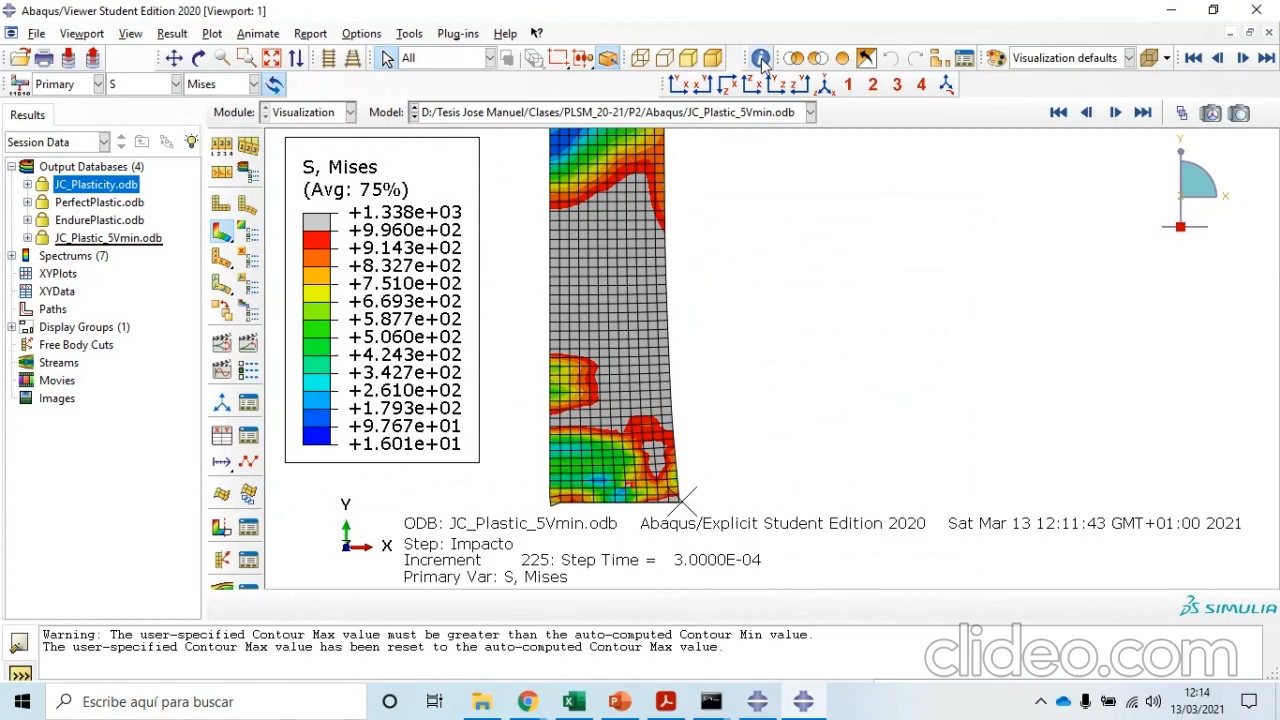 Abaqus/Viewer Student Edition 2020 [Viewport: 1]
File Viewport View Result Plot Animate Report Options Tools Plug-ins Help
All
Visualization defaults
Primary S Mises
1 2 3 4
Results
Module: Visualization Model: D:/Tesis Jose Manuel/Clases/PLSM_20-21/P2/Abaqus/JC_Plastic_5Vmin.odb
Session Data
Output Databases (4)
JC_Plasticity.odb
PerfectPlastic.odb
EndurePlastic.odb
JC_Plastic_5Vmin.odb
Spectrums (7)
XYPlots
XYData
Paths
Display Groups (1)
Free Body Cuts
Streams
Movies
Images
S, Mises
(Avg: 75%)
+1.338e+03
+9.960e+02
+9.143e+02
+8.327e+02
+7.510e+02
+6.693e+02
+5.877e+02
+5.060e+02
+4.243e+02
+3.427e+02
+2.610e+02
+1.793e+02
+9.767e+01
+1.601e+01
Y
X
Z
Y
X
Z
ODB: JC_Plastic_5Vmin.odb Abaqus/Explicit Student Edition 2020 Sat Mar 13 12:11:43 GMT+01:00 2021
Step: Impacto
Increment 225: Step Time = 3.0000E-04
Primary Var: S, Mises
SIMULIA
Warning: The user-specified Contour Max value must be greater than the auto-computed Contour Min value.
The user-specified Contour Max value has been reset to the auto-computed Contour Max value.
clideo.com
Escribe aquí para buscar
12:14
13/03/2021